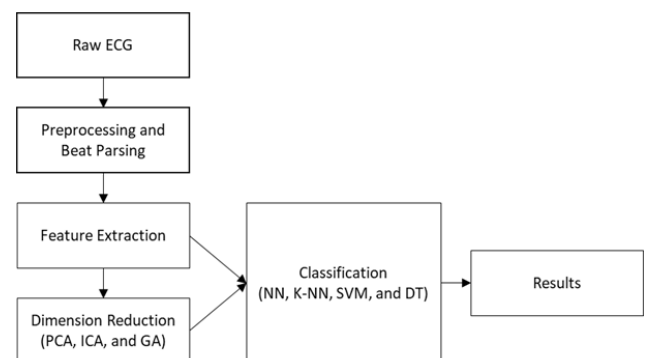 Raw ECG
Preprocessing and
Beat Parsing
Feature Extraction
Dimension Reduction
(PCA, ICA, and GA)
Classification
(NN, K-NN, SVM, and DT)
Results